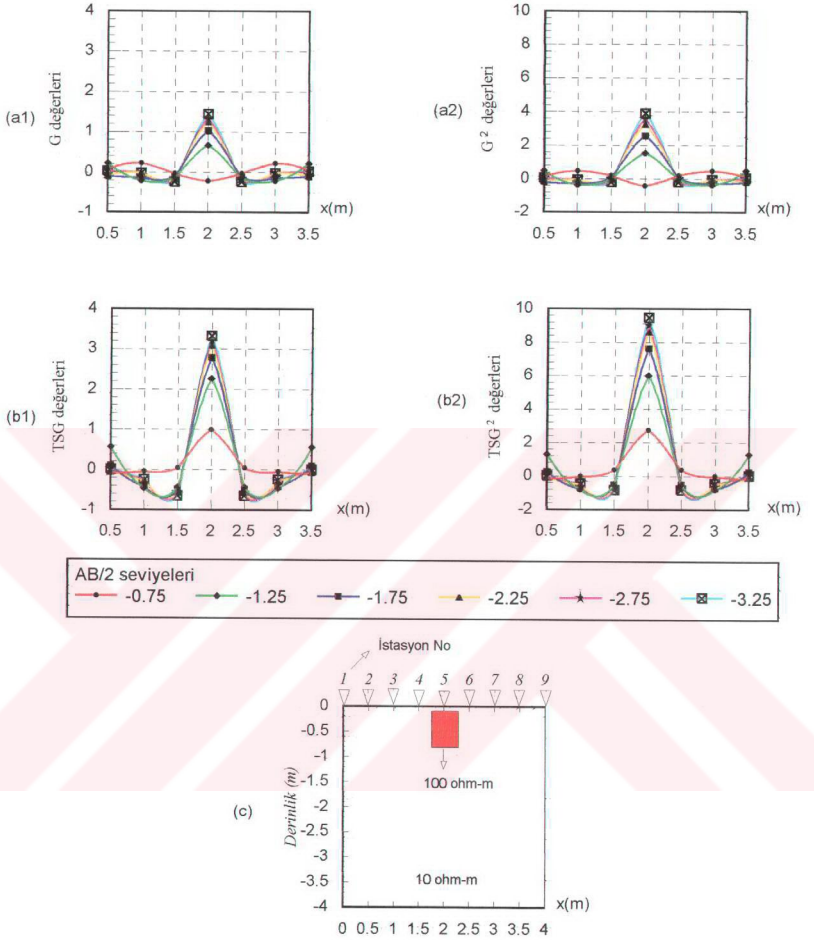 4
3
2
1
0
-1
G değerleri
(a1)
x(m)
0.5 1 1.5 2 2.5 3 3.5
10
8
6
4
2
0
-2
G ² değerleri
(a2)
x(m)
0.5 1 1.5 2 2.5 3 3.5
4
3
2
1
0
-1
TSG değerleri
(b1)
x(m)
0.5 1 1.5 2 2.5 3 3.5
10
8
6
4
2
0
-2
TSG ² değerleri
(b2)
x(m)
0.5 1 1.5 2 2.5 3 3.5
AB/2 seviyeleri
-0.75 -1.25 -1.75 -2.25 -2.75 -3.25
İstasyon No
1 2 3 4 5 6 7 8 9
0
-0.5
-1
-1.5
-2
-2.5
-3
-3.5
-4
Derinlik (m)
(c)
100 ohm-m
10 ohm-m
x(m)
0 0.5 1 1.5 2 2.5 3 3.5 4